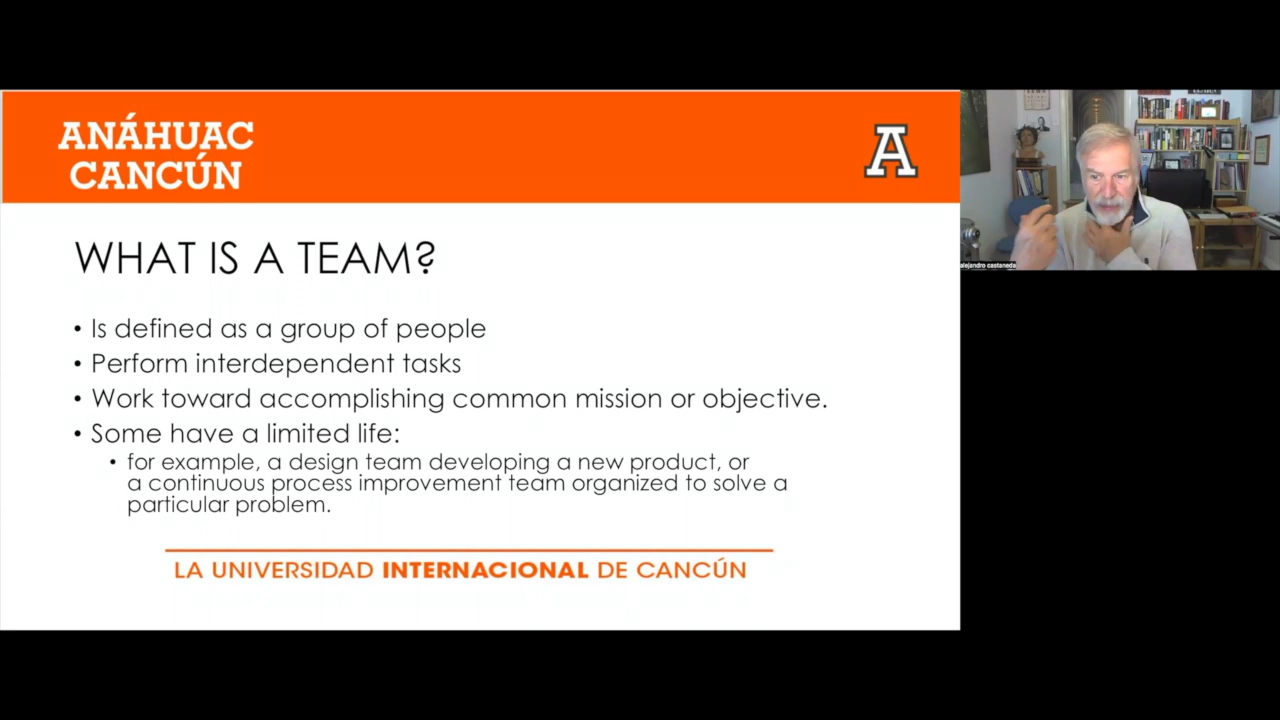 ANÁHUAC
CANCÚN
A
WHAT IS A TEAM?
• Is defined as a group of people
• Perform interdependent tasks
• Work toward accomplishing common mission or objective.
• Some have a limited life:
• for example, a design team developing a new product, or
a continuous process improvement team organized to solve a
particular problem.
LA UNIVERSIDAD INTERNACIONAL DE CANCÚN
alejandro castaneda